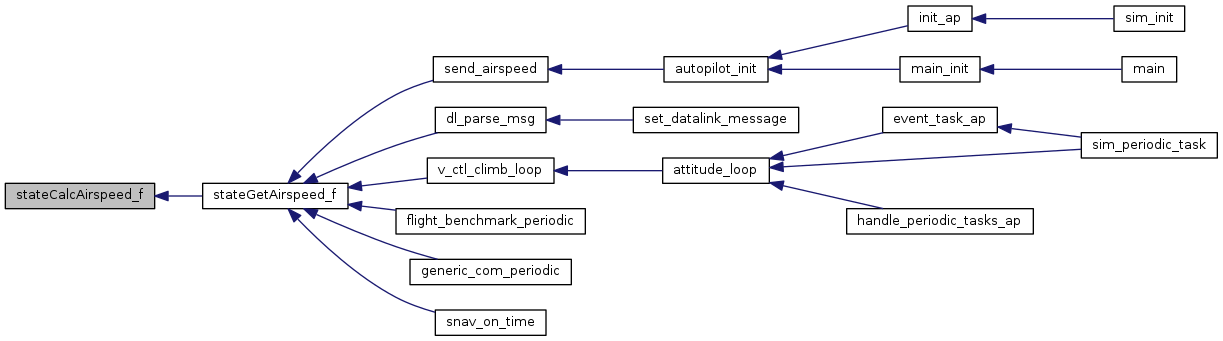 init_ap
sim_init
send_airspeed
autopilot_init
main_init
main
dl_parse_msg
set_datalink_message
event_task_ap
sim_periodic_task
v_ctl_climb_loop
attitude_loop
stateCalcAirspeed_f
stateGetAirspeed_f
flight_benchmark_periodic
handle_periodic_tasks_ap
generic_com_periodic
snav_on_time